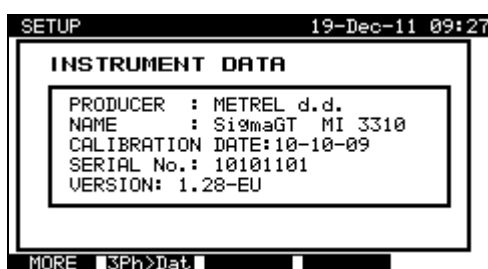 SETUP 19-Dec-11 09:27
INSTRUMENT DATA
PRODUCER : METREL d.d.
NAME : SigmaGT MI 3310
CALIBRATION DATE:10-10-09
SERIAL No.: 10101101
VERSION: 1.28-EU
MORE 3Ph>Dat